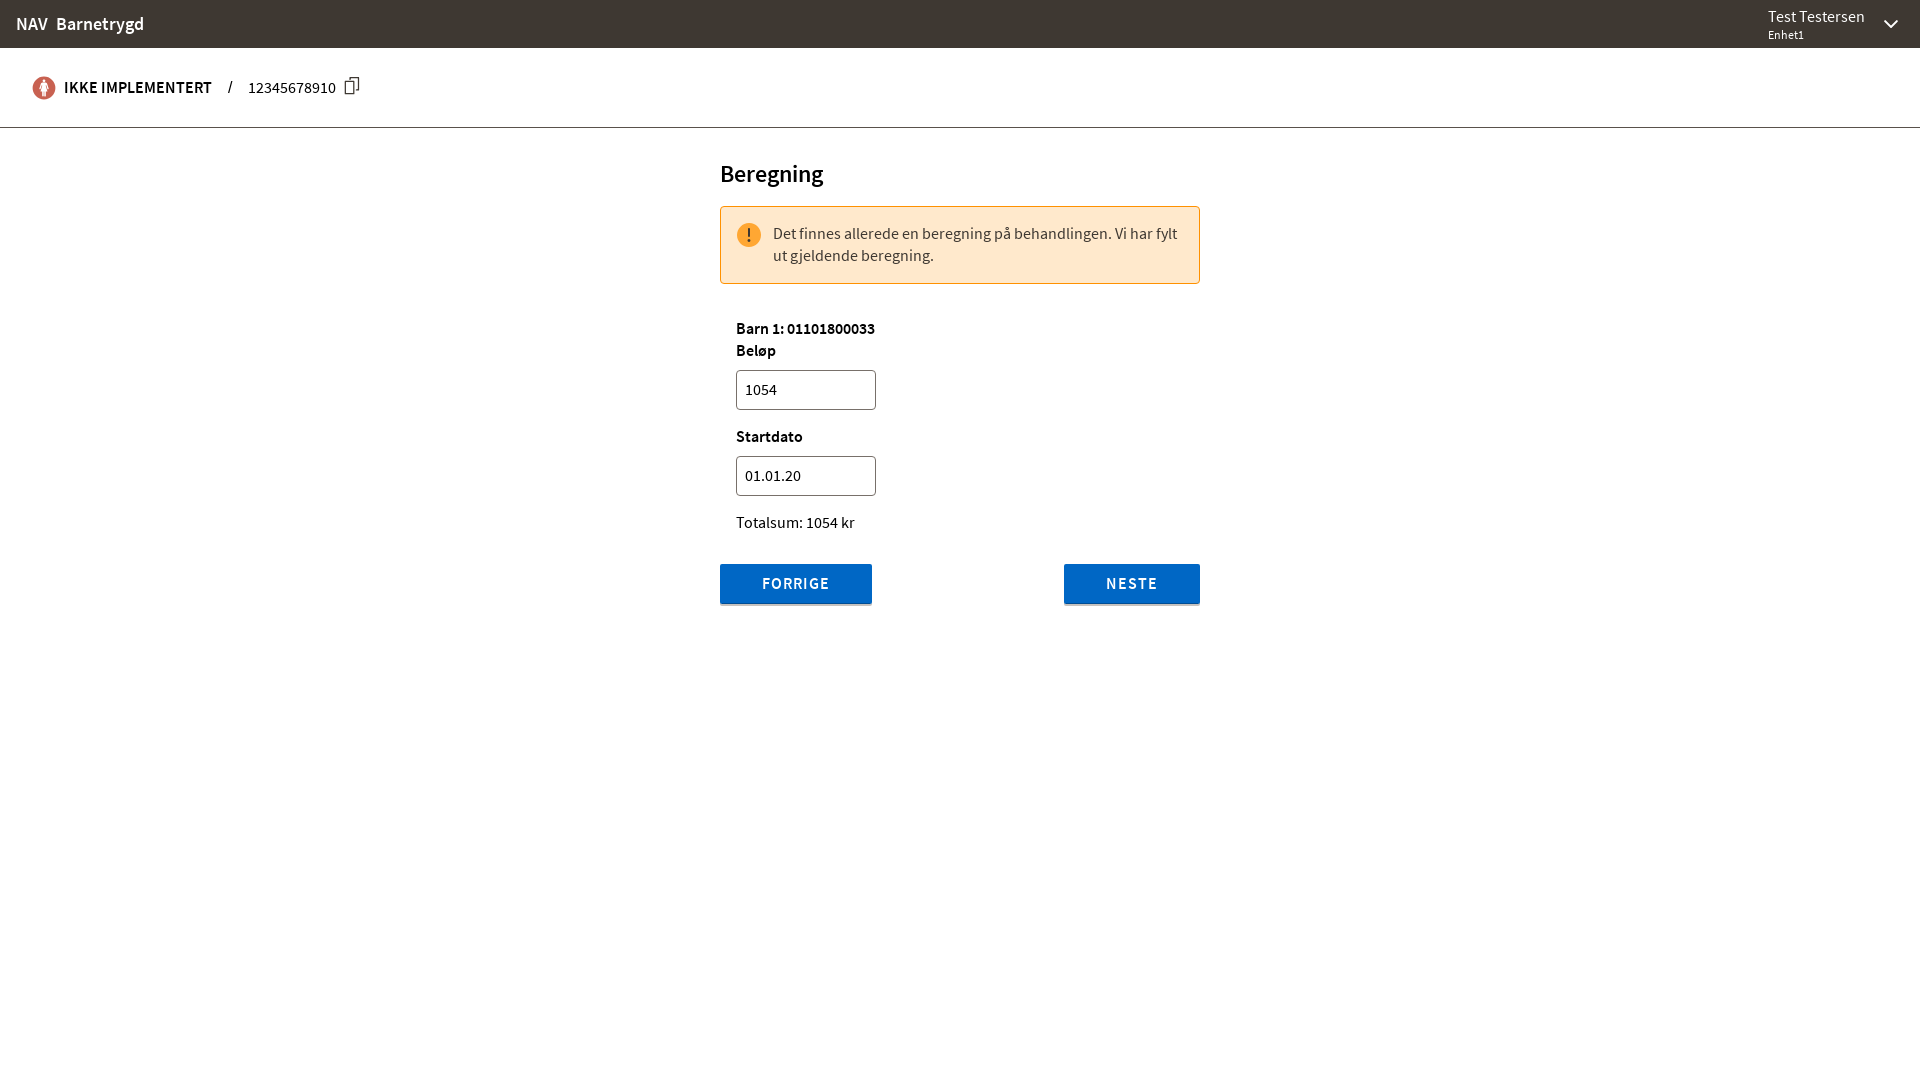 NAV Barnetrygd
Test Testersen
Enhet1
IKKE IMPLEMENTERT / 12345678910
Beregning
Det finnes allerede en beregning på behandlingen. Vi har fylt
ut gjeldende beregning.
Barn 1: 01101800033
Beløp
1054
Startdato
01.01.20
Totalsum: 1054 kr
FORRIGE
NESTE